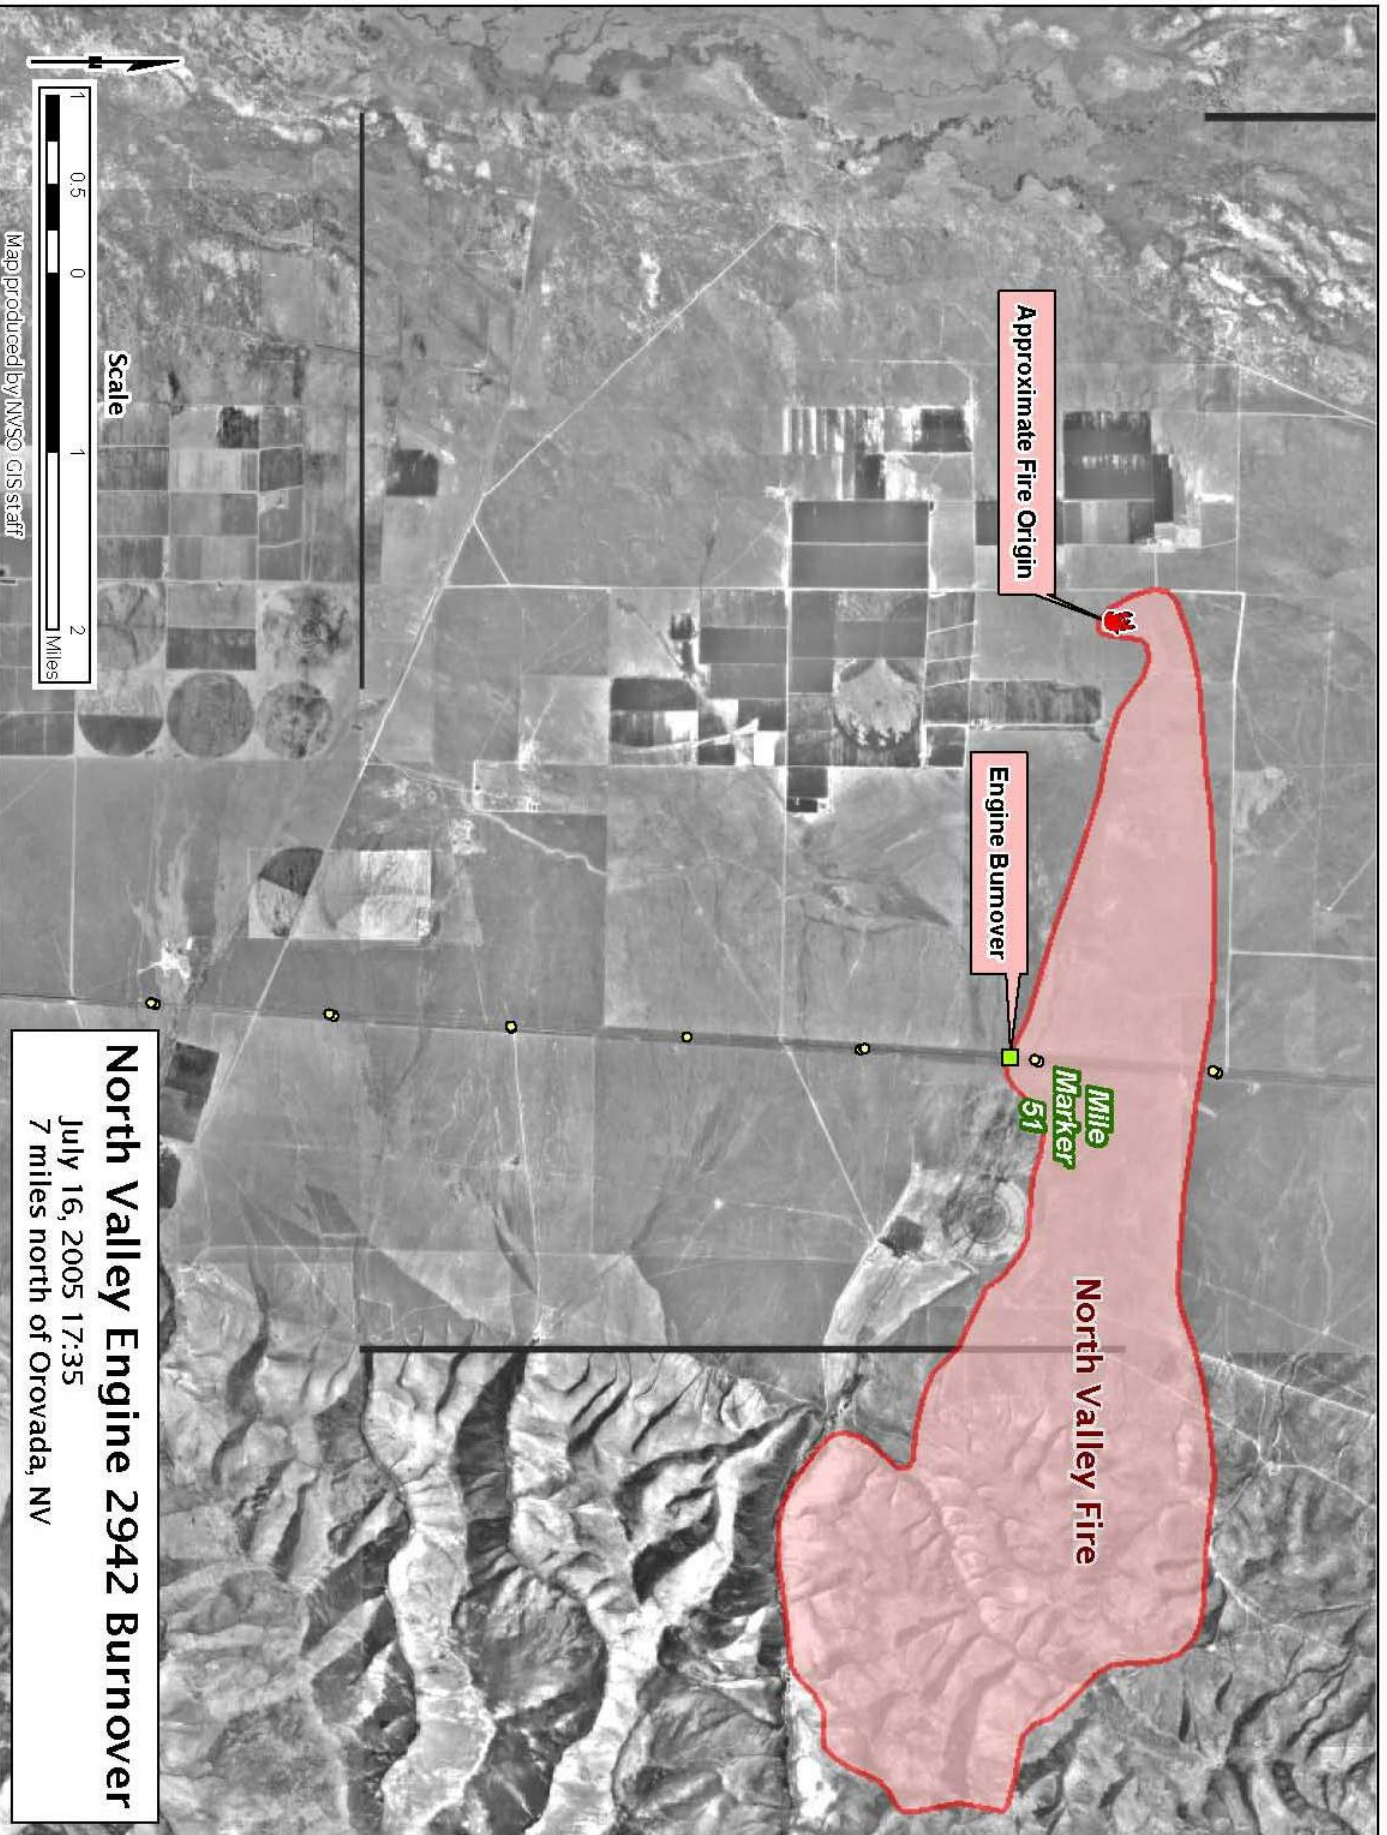 Approximate Fire Origin
Engine Burnover
Mile
Marker
51
North Valley Fire
N
Scale
1 0.5 0 1 2
Miles
Map produced by NVSO GIS staff
North Valley Engine 2942 Burnover
July 16, 2005 17:35
7 miles north of Orovada, NV